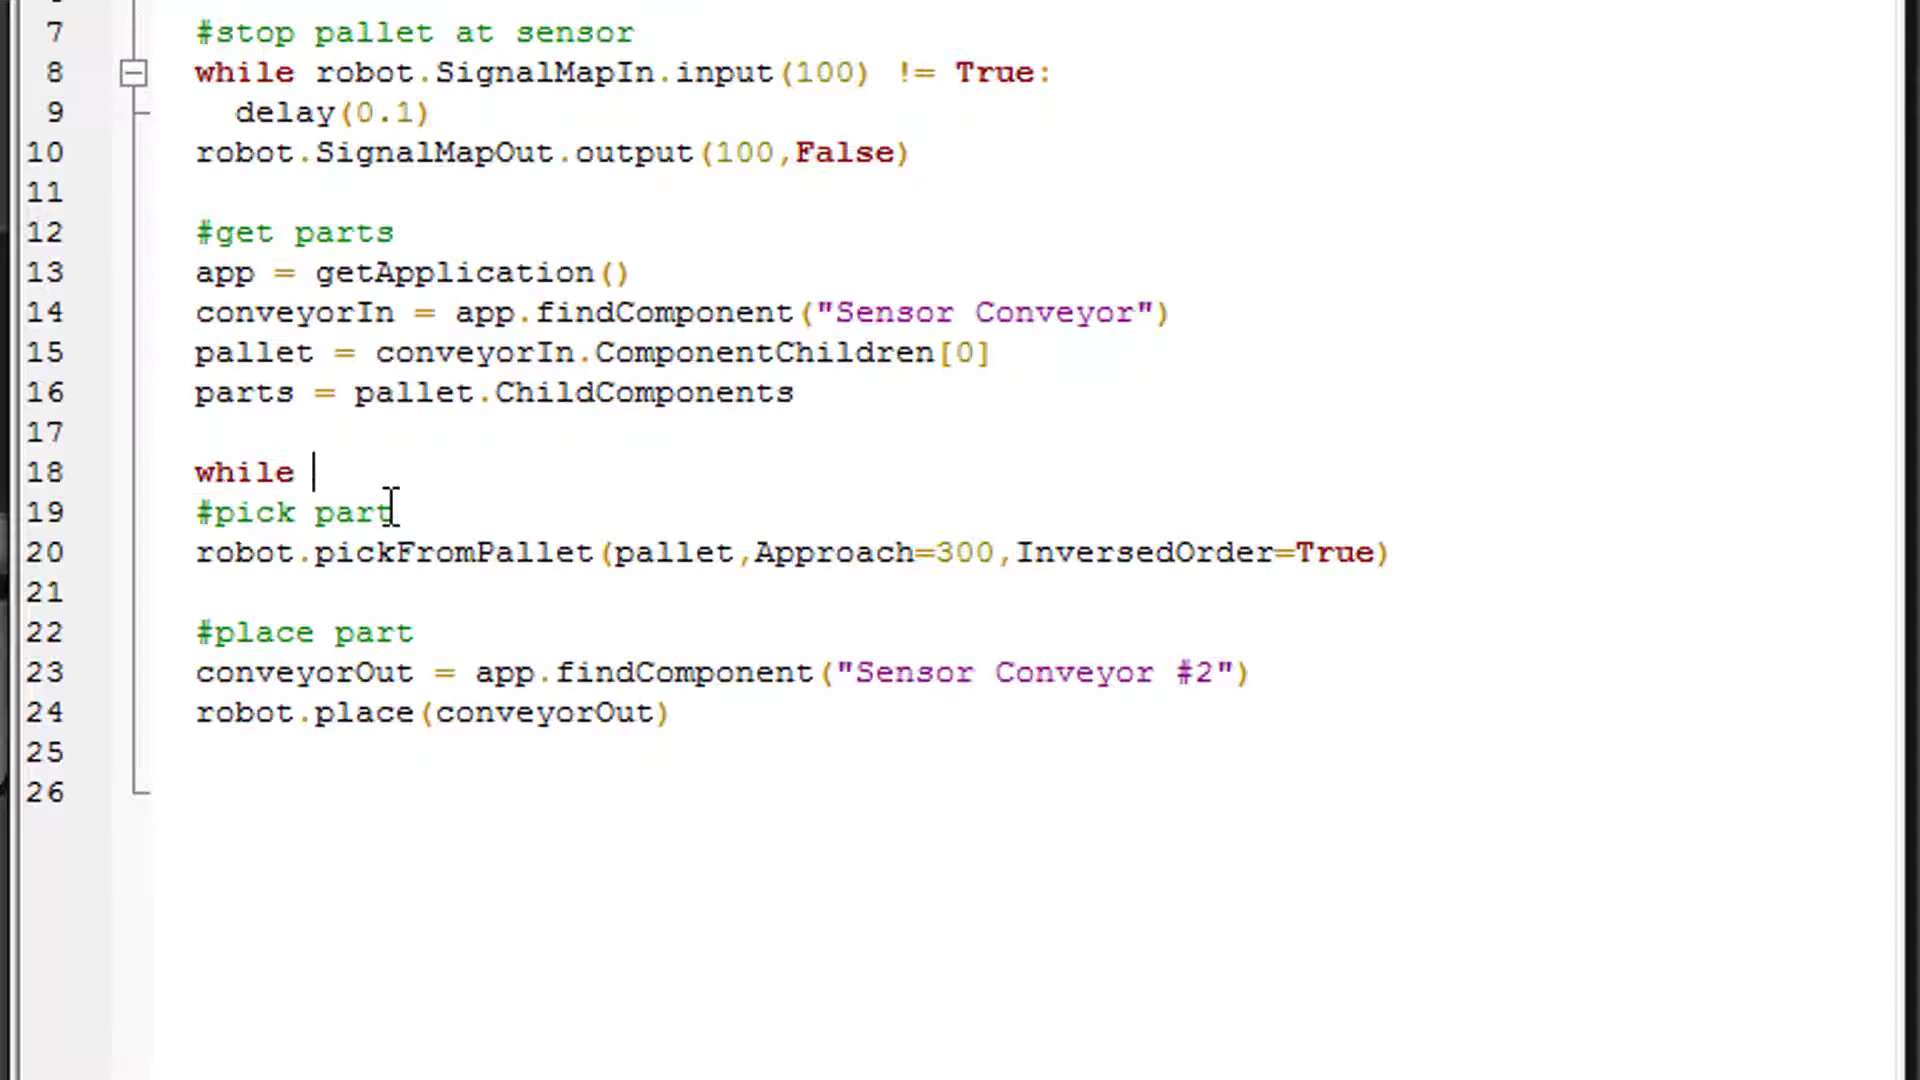 7 #stop pallet at sensor
8 while robot.SignalMapIn.input(100) != True:
9 delay(0.1)
10 robot.SignalMapOut.output(100,False)
11
12 #get parts
13 app = getApplication()
14 conveyorIn = app.findComponent("Sensor Conveyor")
15 pallet = conveyorIn.ComponentChildren[0]
16 parts = pallet.ChildComponents
17
18 while
19 #pick part
20 robot.pickFromPallet(pallet,Approach=300,InversedOrder=True)
21
22 #place part
23 conveyorOut = app.findComponent("Sensor Conveyor #2")
24 robot.place(conveyorOut)
25
26